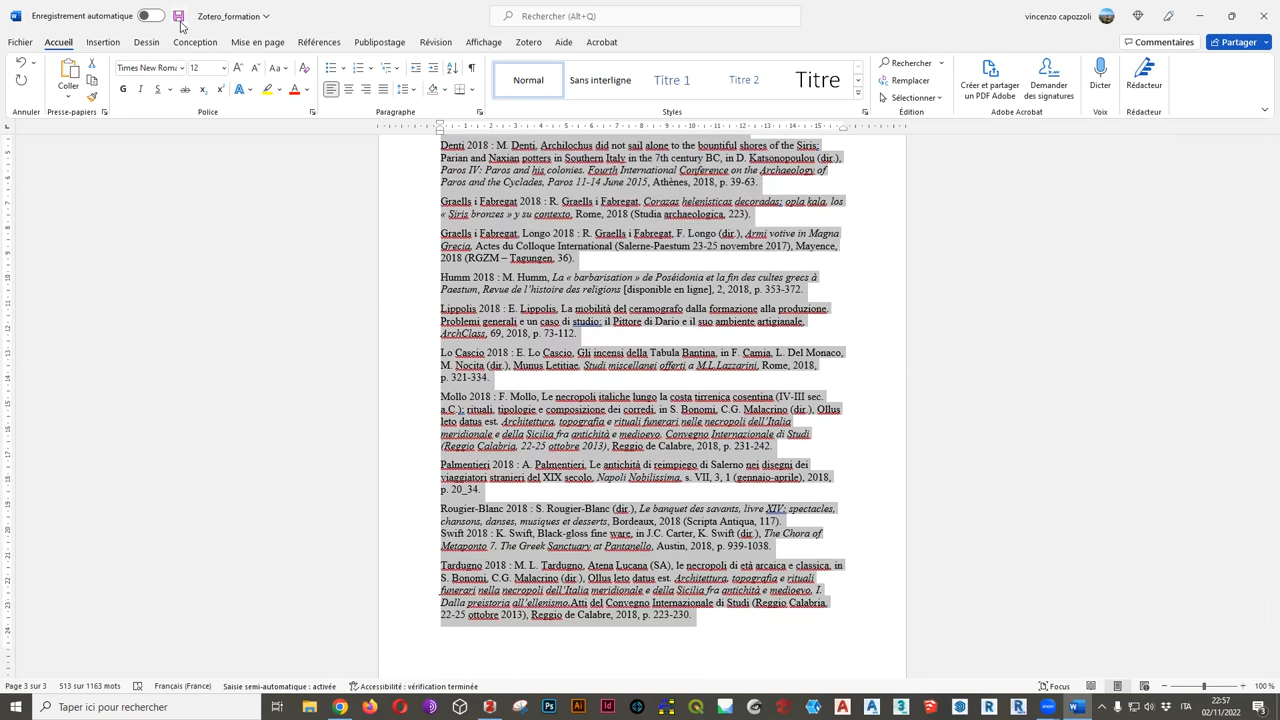 Enregistrement automatique
Zotero_formation
Rechercher (Alt+Q)
vincenzo capozzoli
Fichier Accueil Insertion Dessin Conception Mise en page Références Publipostage Révision Affichage Zotero Aide Acrobat
Commentaires Partager
Coller
Times New Roma 12
Normal
Sans interligne
Titre 1
Titre 2
Titre
Rechercher
Remplacer
Sélectionner
Créer et partager
un PDF Adobe
Demander
des signatures
Dicter
Rédacteur
Annuler Presse-papiers Police Paragraphe Styles Édition Adobe Acrobat Voix Rédacteur
Denti 2018 : M. Denti, Archilochus did not sail alone to the bountiful shores of the Siris:
Parian and Naxian potters in Southern Italy in the 7th century BC, in D. Katsonopoulou (dir.),
Paros IV: Paros and his colonies. Fourth International Conference on the Archaeology of
Paros and the Cyclades, Paros 11-14 June 2015, Athènes, 2018, p. 39-63.
Graells i Fabregat 2018 : R. Graells i Fabregat, Corazas helenísticas decoradas: opla kala, los
« Siris bronzes » y su contexto, Rome, 2018 (Studia archaeologica, 223).
Graells i Fabregat, Longo 2018 : R. Graells i Fabregat, F. Longo (dir.), Armi votive in Magna
Grecia, Actes du Colloque International (Salerne-Paestum 23-25 novembre 2017), Mayence,
2018 (RGZM – Tagungen, 36).
Humm 2018 : M. Humm, La « barbarisation » de Poséidonia et la fin des cultes grecs à
Paestum, Revue de l’histoire des religions [disponible en ligne], 2, 2018, p. 353-372.
Lippolis 2018 : E. Lippolis, La mobilità del ceramografo dalla formazione alla produzione.
Problemi generali e un caso di studio: il Pittore di Dario e il suo ambiente artigianale,
ArchClass, 69, 2018, p. 73-112.
Lo Cascio 2018 : E. Lo Cascio, Gli incensi della Tabula Bantina, in F. Camia, L. Del Monaco,
M. Nocita (dir.), Munus Letitiae, Studi miscellanei offerti a M.L.Lazzarini, Rome, 2018,
p. 321-334.
Mollo 2018 : F. Mollo, Le necropoli italiche lungo la costa tirrenica cosentina (IV-III sec.
a.C.): rituali, tipologie e composizione dei corredi, in S. Bonomi, C.G. Malacrino (dir.), Ollus
leto datus est. Architettura, topografia e rituali funerari nelle necropoli dell’Italia
meridionale e della Sicilia fra antichità e medioevo, Convegno Internazionale di Studi
(Reggio Calabria, 22-25 ottobre 2013), Reggio de Calabre, 2018, p. 231-242.
Palmentieri 2018 : A. Palmentieri, Le antichità di reimpiego di Salerno nei disegni dei
viaggiatori stranieri del XIX secolo, Napoli Nobilissima, s. VII, 3, 1 (gennaio-aprile), 2018,
p. 20_34.
Rougier-Blanc 2018 : S. Rougier-Blanc (dir.), Le banquet des savants, livre XIV: spectacles,
chansons, danses, musiques et desserts, Bordeaux, 2018 (Scripta Antiqua, 117).
Swift 2018 : K. Swift, Black-gloss fine ware, in J.C. Carter, K. Swift (dir.), The Chora of
Metaponto 7. The Greek Sanctuary at Pantanello, Austin, 2018, p. 939-1038.
Tardugno 2018 : M. L. Tardugno, Atena Lucana (SA), le necropoli di età arcaica e classica, in
S. Bonomi, C.G. Malacrino (dir.), Ollus leto datus est. Architettura, topografia e rituali
funerari nella necropoli dell’Italia meridionale e della Sicilia fra antichità e medioevo, I.
Dalla preistoria all’ellenismo.Atti del Convegno Internazionale di Studi (Reggio Calabria,
22-25 ottobre 2013), Reggio de Calabre, 2018, p. 223-230.
Page 3 sur 3 513 sur 1163 mots Français (France) Saisie semi-automatique : activée Accessibilité : vérification terminée Focus 100 %
Taper ici pour rechercher
22:57
02/11/2022